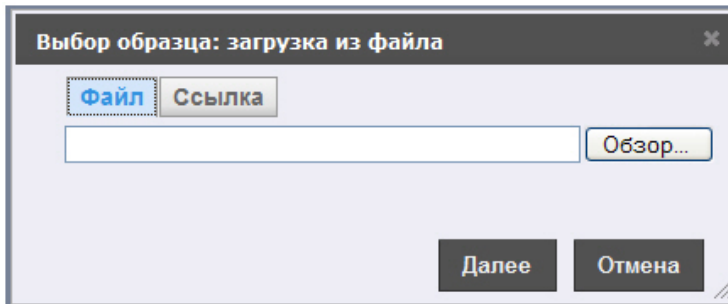 Выбор образца: загрузка из файла
Файл Ссылка
Обзор...
Далее Отмена